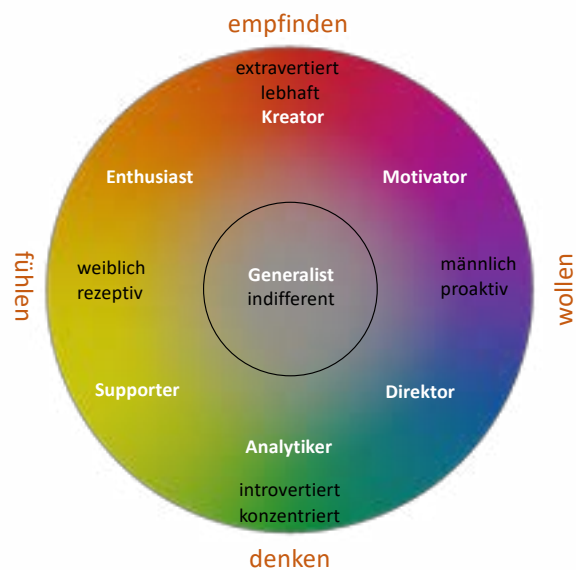 empfinden
extravertiert
lebhaft
Kreator
Enthusiast
Motivator
fühlen
weiblich
rezeptiv
Generalist
indifferent
männlich
proaktiv
wollen
Supporter
Direktor
Analytiker
introvertiert
konzentriert
denken